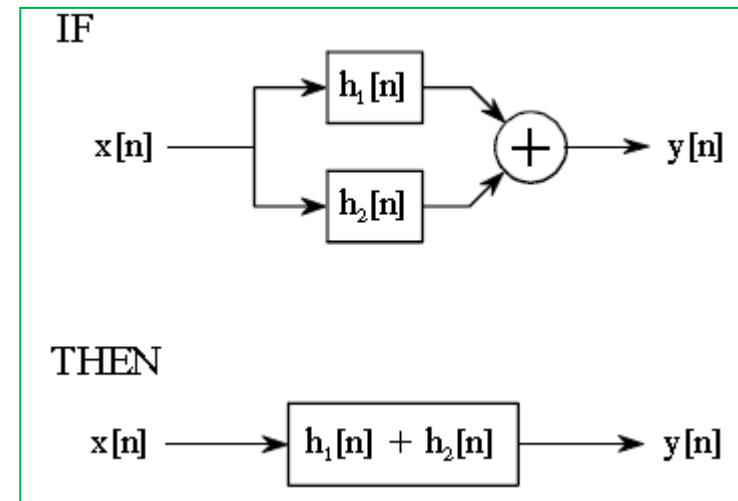 IF
h₁[n]
x[n] + y[n]
h₂[n]
THEN
x[n] h₁[n] + h₂[n] y[n]